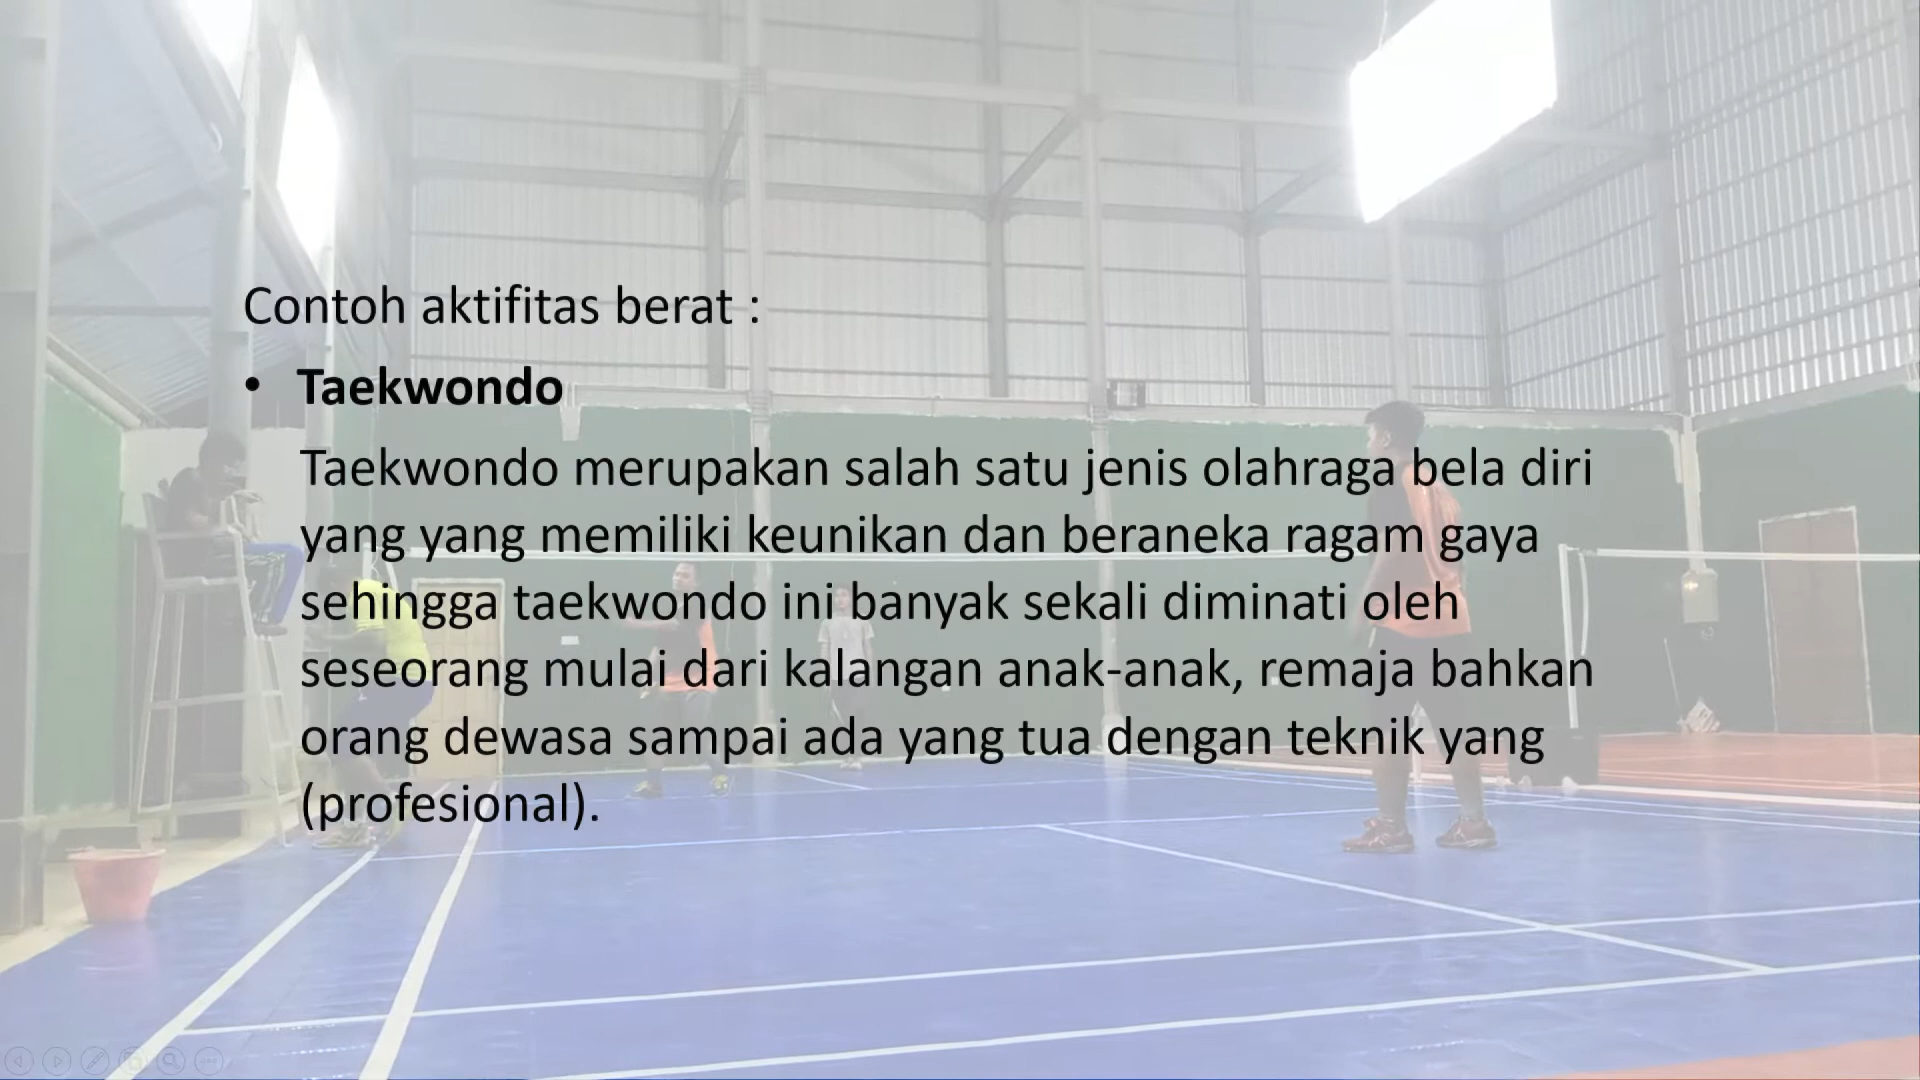 Contoh aktifitas berat :
• Taekwondo
Taekwondo merupakan salah satu jenis olahraga bela diri
yang yang memiliki keunikan dan beraneka ragam gaya
sehingga taekwondo ini banyak sekali diminati oleh
seseorang mulai dari kalangan anak-anak, remaja bahkan
orang dewasa sampai ada yang tua dengan teknik yang
(profesional).